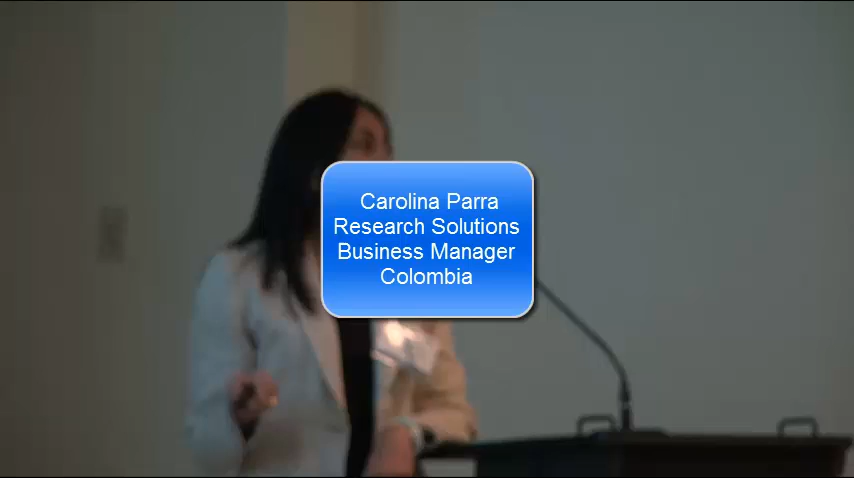 Carolina Parra
Research Solutions
Business Manager
Colombia